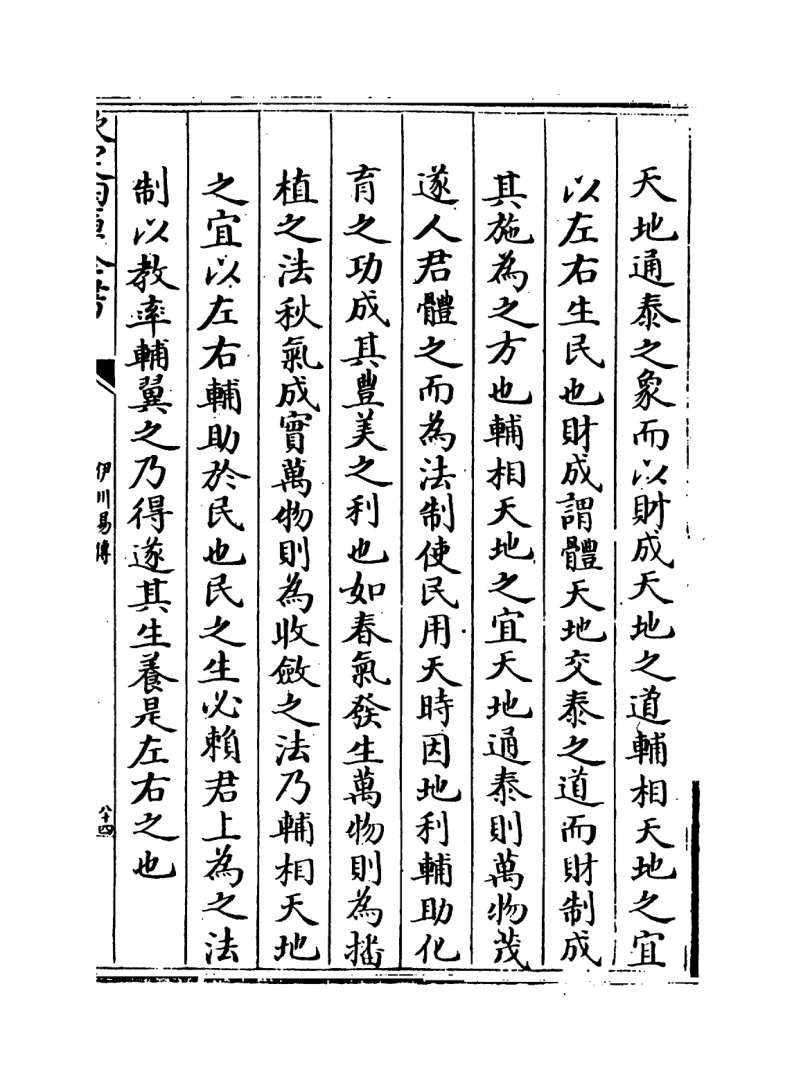 天地通泰之象而以財成天地之道輔相天地之宜
以左右生民也財成謂體天地交泰之道而財制成
其施為之方也輔相天地之宜天地通泰則萬物茂
遂人君體之而為法制使民用天時因地利輔助化
育之功成其豐美之利也如春氣發生萬物則為播
植之法秋氣成實萬物則為收斂之法乃輔相天地
之宜以左右輔助於民也民之生必賴君上為之法
制以教率輔翼之乃得遂其生養是左右之也
欽定四庫全書
伊川易傳
八十四